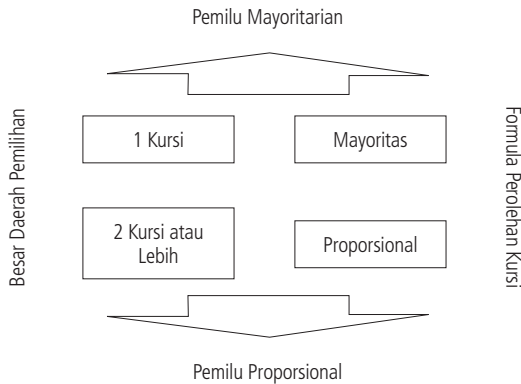 Pemilu Mayoritarian
Besar Daerah Pemilihan
1 Kursi
Mayoritas
2 Kursi atau
Lebih
Proporsional
Formula Perolehan Kursi
Pemilu Proporsional